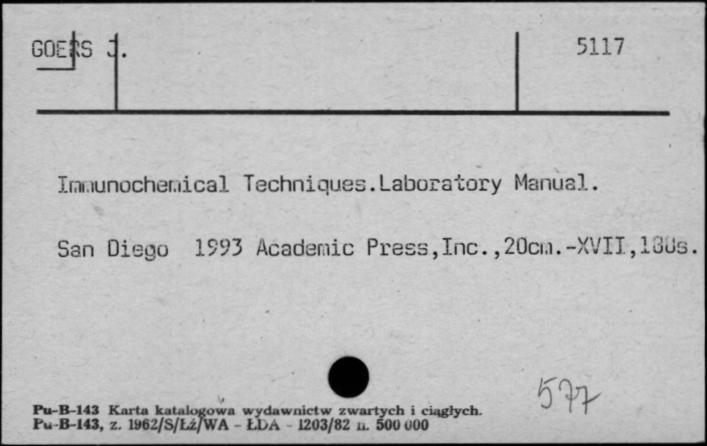 GOERS J.
5117
Immunochemical Techniques.Laboratory Manual.
San Diego 1993 Academic Press,Inc.,20cm.-XVII,
577
Pu-B-143 Karta katalogowa wydawnictw zwartych i ciągłych.
Pu-B-143, z. 1962/S/Łż/WA - ŁDA - 1203/82 n. 500 000